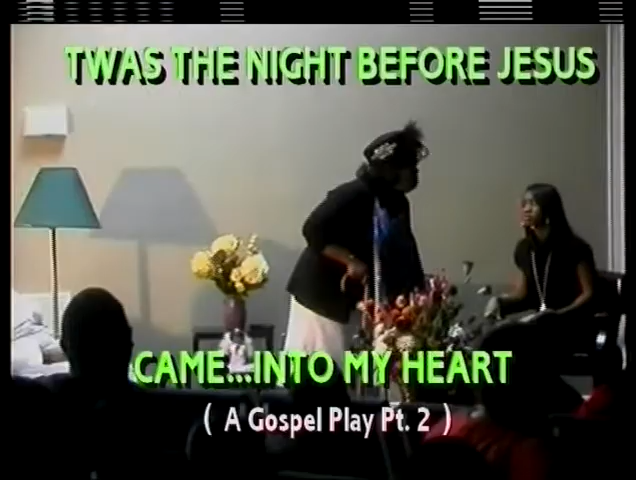 TWAS THE NIGHT BEFORE JESUS
CAME...INTO MY HEART
( A Gospel Play Pt. 2 )